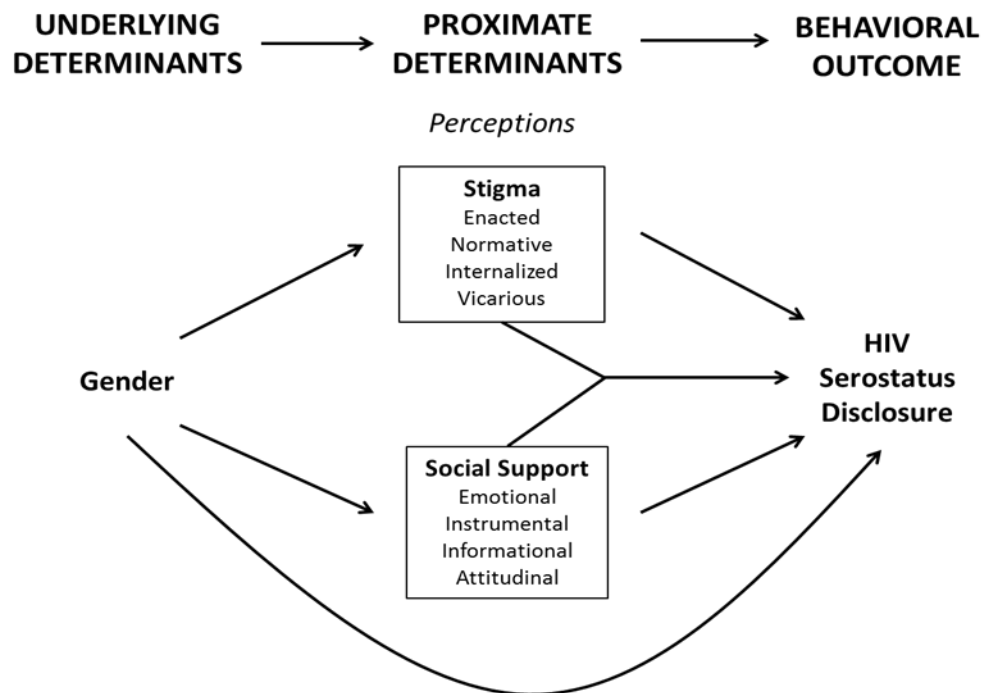 UNDERLYING
DETERMINANTS
PROXIMATE
DETERMINANTS
BEHAVIORAL
OUTCOME
Perceptions
Stigma
Enacted
Normative
Internalized
Vicarious
Gender
HIV
Serostatus
Disclosure
Social Support
Emotional
Instrumental
Informational
Attitudinal